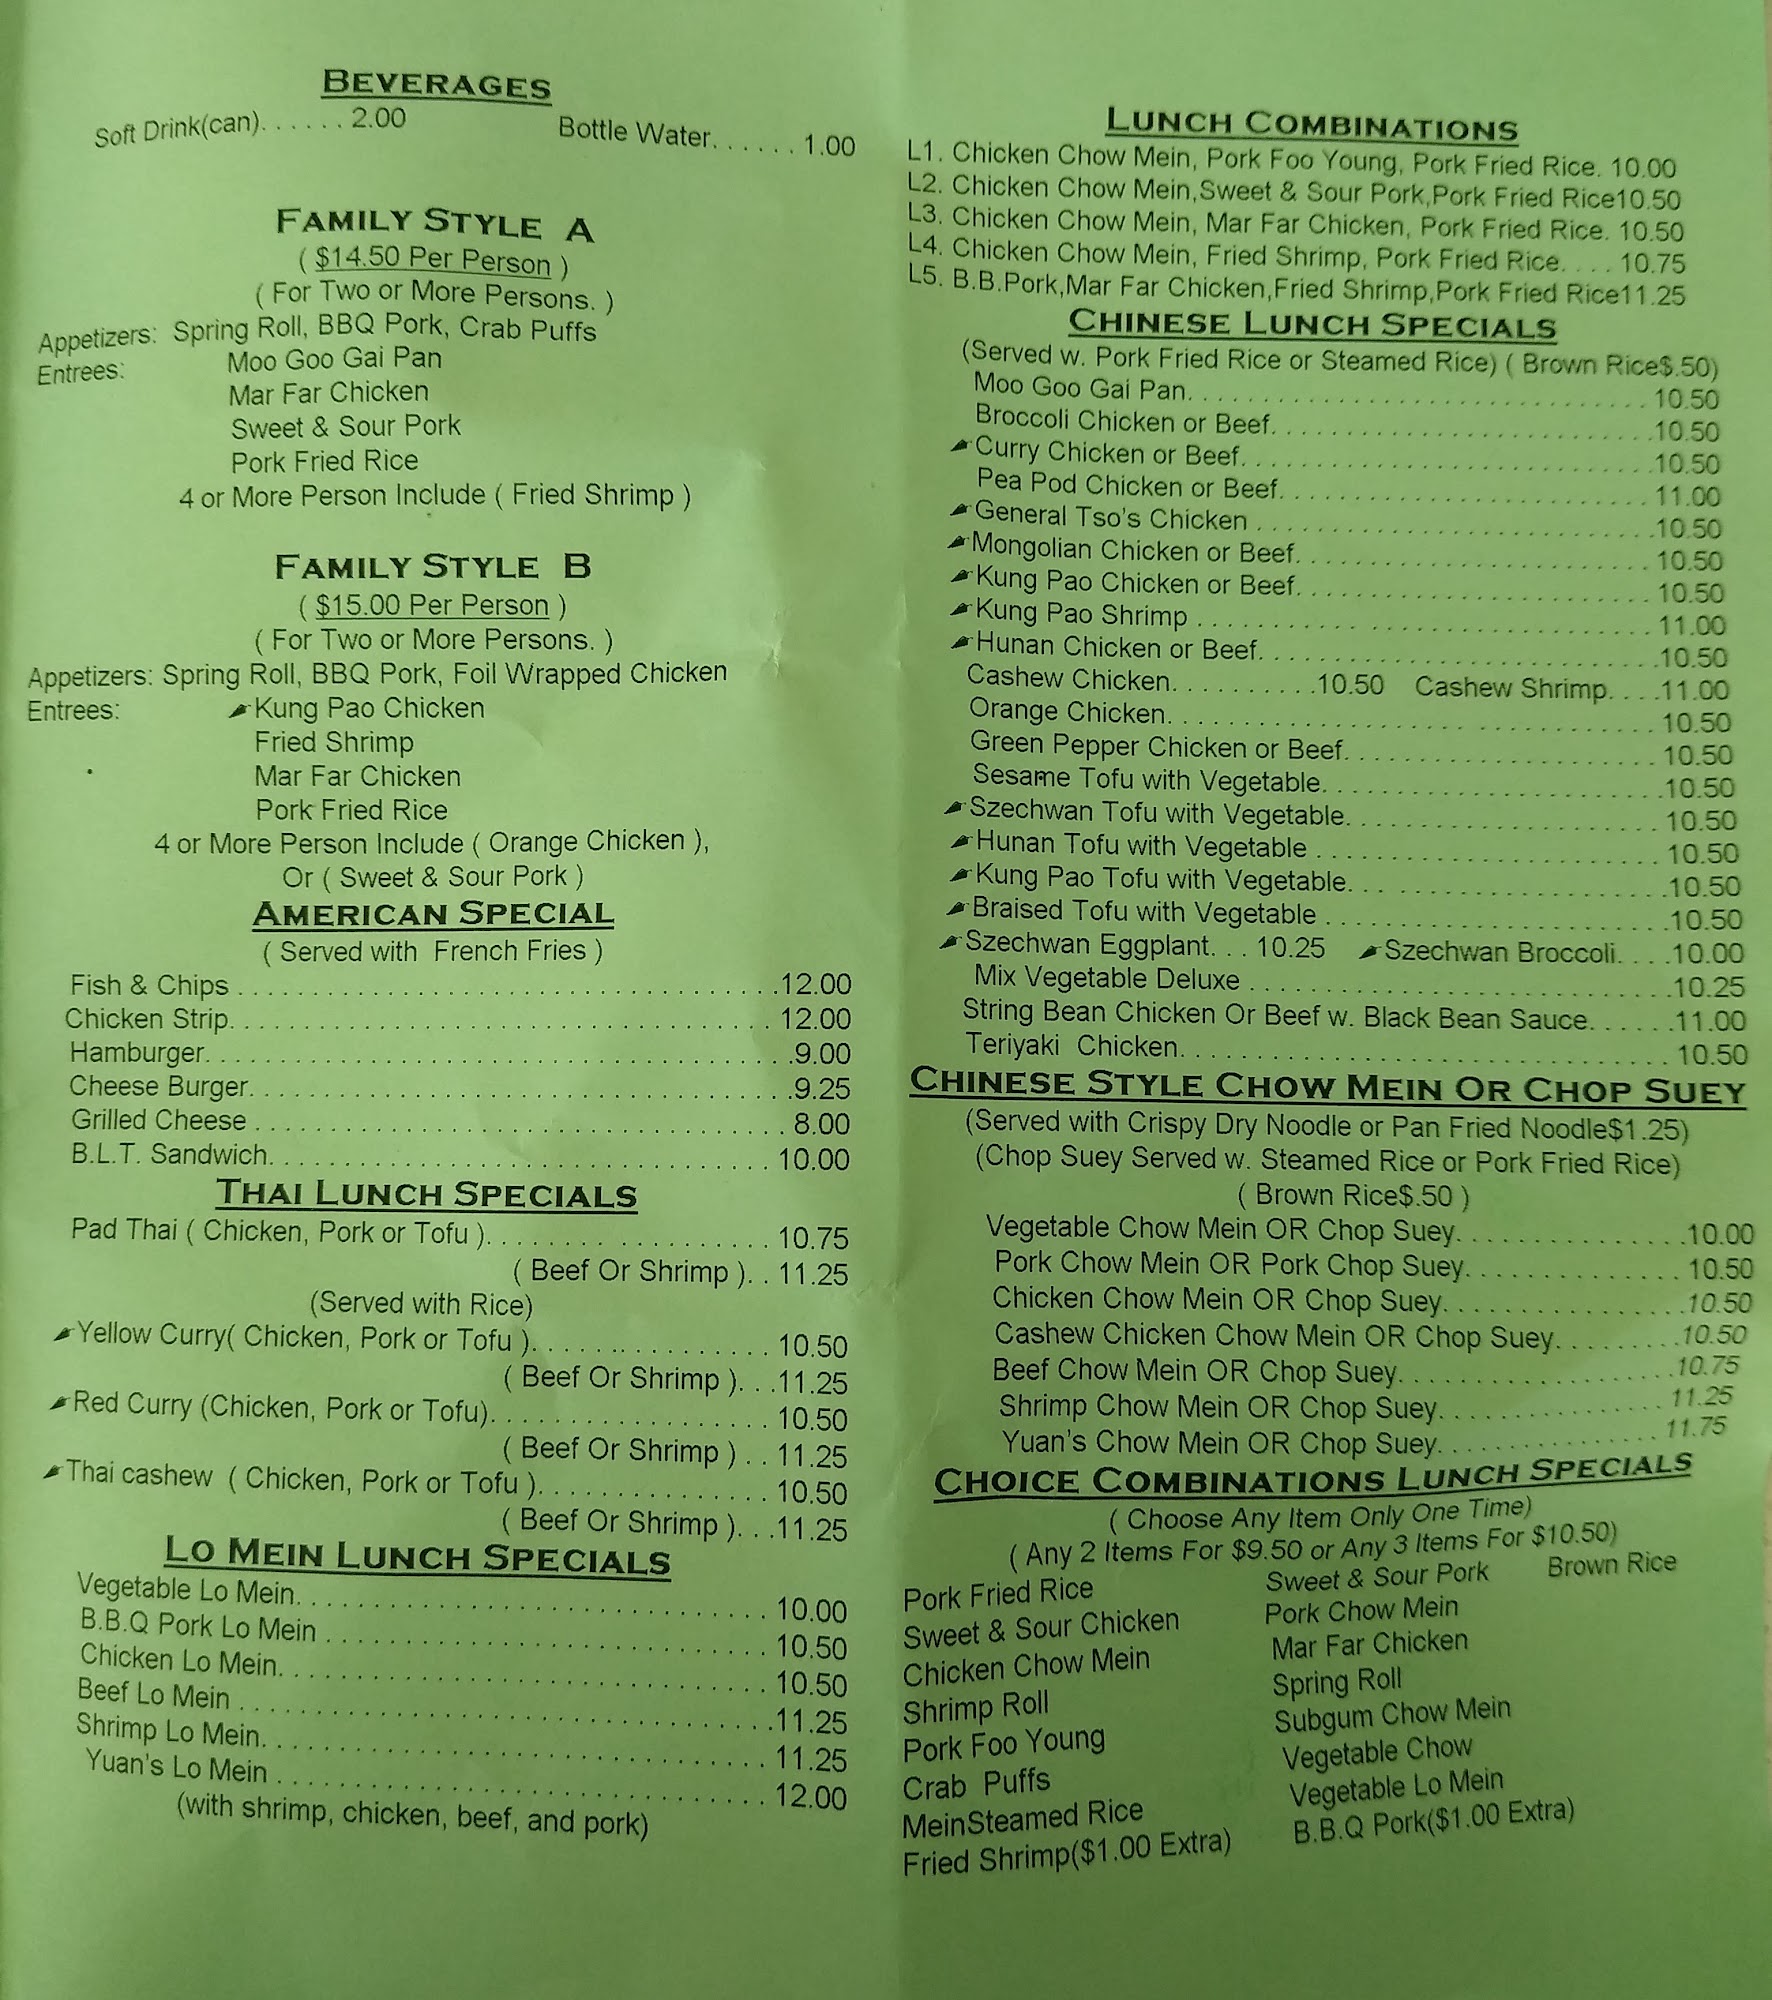 BEVERAGES
Soft Drink(can). . . . . . 2.00 Bottle Water. . . . . . 1.00
FAMILY STYLE A
( $14.50 Per Person )
( For Two or More Persons. )
Appetizers: Spring Roll, BBQ Pork, Crab Puffs
Entrees: Moo Goo Gai Pan
Mar Far Chicken
Sweet & Sour Pork
Pork Fried Rice
4 or More Person Include ( Fried Shrimp )
FAMILY STYLE B
( $15.00 Per Person )
( For Two or More Persons. )
Appetizers: Spring Roll, BBQ Pork, Foil Wrapped Chicken
Entrees: Kung Pao Chicken
Fried Shrimp
Mar Far Chicken
Pork Fried Rice
4 or More Person Include ( Orange Chicken ),
Or ( Sweet & Sour Pork )
AMERICAN SPECIAL
( Served with French Fries )
Fish & Chips . . . . . . 12.00
Chicken Strip. . . . . . 12.00
Hamburger. . . . . . 9.00
Cheese Burger. . . . . . 9.25
Grilled Cheese . . . . . . 8.00
B.L.T. Sandwich. . . . . . 10.00
THAI LUNCH SPECIALS
Pad Thai ( Chicken, Pork or Tofu ). . . . . . 10.75
( Beef Or Shrimp ). . 11.25
(Served with Rice)
Yellow Curry( Chicken, Pork or Tofu ). . . . . . 10.50
( Beef Or Shrimp ). . .11.25
Red Curry (Chicken, Pork or Tofu). . . . . . 10.50
( Beef Or Shrimp ) . . 11.25
Thai cashew ( Chicken, Pork or Tofu ). . . . . . 10.50
( Beef Or Shrimp ). . .11.25
LO MEIN LUNCH SPECIALS
Vegetable Lo Mein. . . . . . 10.00
B.B.Q Pork Lo Mein . . . . . . 10.50
Chicken Lo Mein. . . . . . 10.50
Beef Lo Mein . . . . . . 11.25
Shrimp Lo Mein. . . . . . 11.25
Yuan's Lo Mein . . . . . . 12.00
(with shrimp, chicken, beef, and pork)
LUNCH COMBINATIONS
L1. Chicken Chow Mein, Pork Foo Young, Pork Fried Rice. 10.00
L2. Chicken Chow Mein,Sweet & Sour Pork,Pork Fried Rice10.50
L3. Chicken Chow Mein, Mar Far Chicken, Pork Fried Rice. 10.50
L4. Chicken Chow Mein, Fried Shrimp, Pork Fried Rice. . . . 10.75
L5. B.B.Pork,Mar Far Chicken,Fried Shrimp,Pork Fried Rice11.25
CHINESE LUNCH SPECIALS
(Served w. Pork Fried Rice or Steamed Rice) ( Brown Rice$.50)
Moo Goo Gai Pan. . . . . . 10.50
Broccoli Chicken or Beef. . . . . . 10.50
Curry Chicken or Beef. . . . . . 10.50
Pea Pod Chicken or Beef. . . . . . 11.00
General Tso's Chicken . . . . . . 10.50
Mongolian Chicken or Beef. . . . . . 10.50
Kung Pao Chicken or Beef. . . . . . 10.50
Kung Pao Shrimp . . . . . . 11.00
Hunan Chicken or Beef. . . . . . 10.50
Cashew Chicken. . . . . . 10.50 Cashew Shrimp. . . .11.00
Orange Chicken. . . . . . 10.50
Green Pepper Chicken or Beef. . . . . . 10.50
Sesame Tofu with Vegetable. . . . . . 10.50
Szechwan Tofu with Vegetable. . . . . . 10.50
Hunan Tofu with Vegetable . . . . . . 10.50
Kung Pao Tofu with Vegetable. . . . . . 10.50
Braised Tofu with Vegetable . . . . . . 10.50
Szechwan Eggplant. . . 10.25 Szechwan Broccoli. . . .10.00
Mix Vegetable Deluxe . . . . . . 10.25
String Bean Chicken Or Beef w. Black Bean Sauce. . . . . .11.00
Teriyaki Chicken. . . . . . 10.50
CHINESE STYLE CHOW MEIN OR CHOP SUEY
(Served with Crispy Dry Noodle or Pan Fried Noodle$1.25)
(Chop Suey Served w. Steamed Rice or Pork Fried Rice)
( Brown Rice$.50 )
Vegetable Chow Mein OR Chop Suey. . . . . . 10.00
Pork Chow Mein OR Pork Chop Suey. . . . . . 10.50
Chicken Chow Mein OR Chop Suey. . . . . . 10.50
Cashew Chicken Chow Mein OR Chop Suey. . . . . . 10.50
Beef Chow Mein OR Chop Suey. . . . . . 10.75
Shrimp Chow Mein OR Chop Suey. . . . . . 11.25
Yuan's Chow Mein OR Chop Suey. . . . . . 11.75
CHOICE COMBINATIONS LUNCH SPECIALS
( Choose Any Item Only One Time)
( Any 2 Items For $9.50 or Any 3 Items For $10.50)
Pork Fried Rice Sweet & Sour Pork Brown Rice
Sweet & Sour Chicken Pork Chow Mein
Chicken Chow Mein Mar Far Chicken
Shrimp Roll Spring Roll
Pork Foo Young Subgum Chow Mein
Crab Puffs Vegetable Chow
MeinSteamed Rice Vegetable Lo Mein
Fried Shrimp($1.00 Extra) B.B.Q Pork($1.00 Extra)